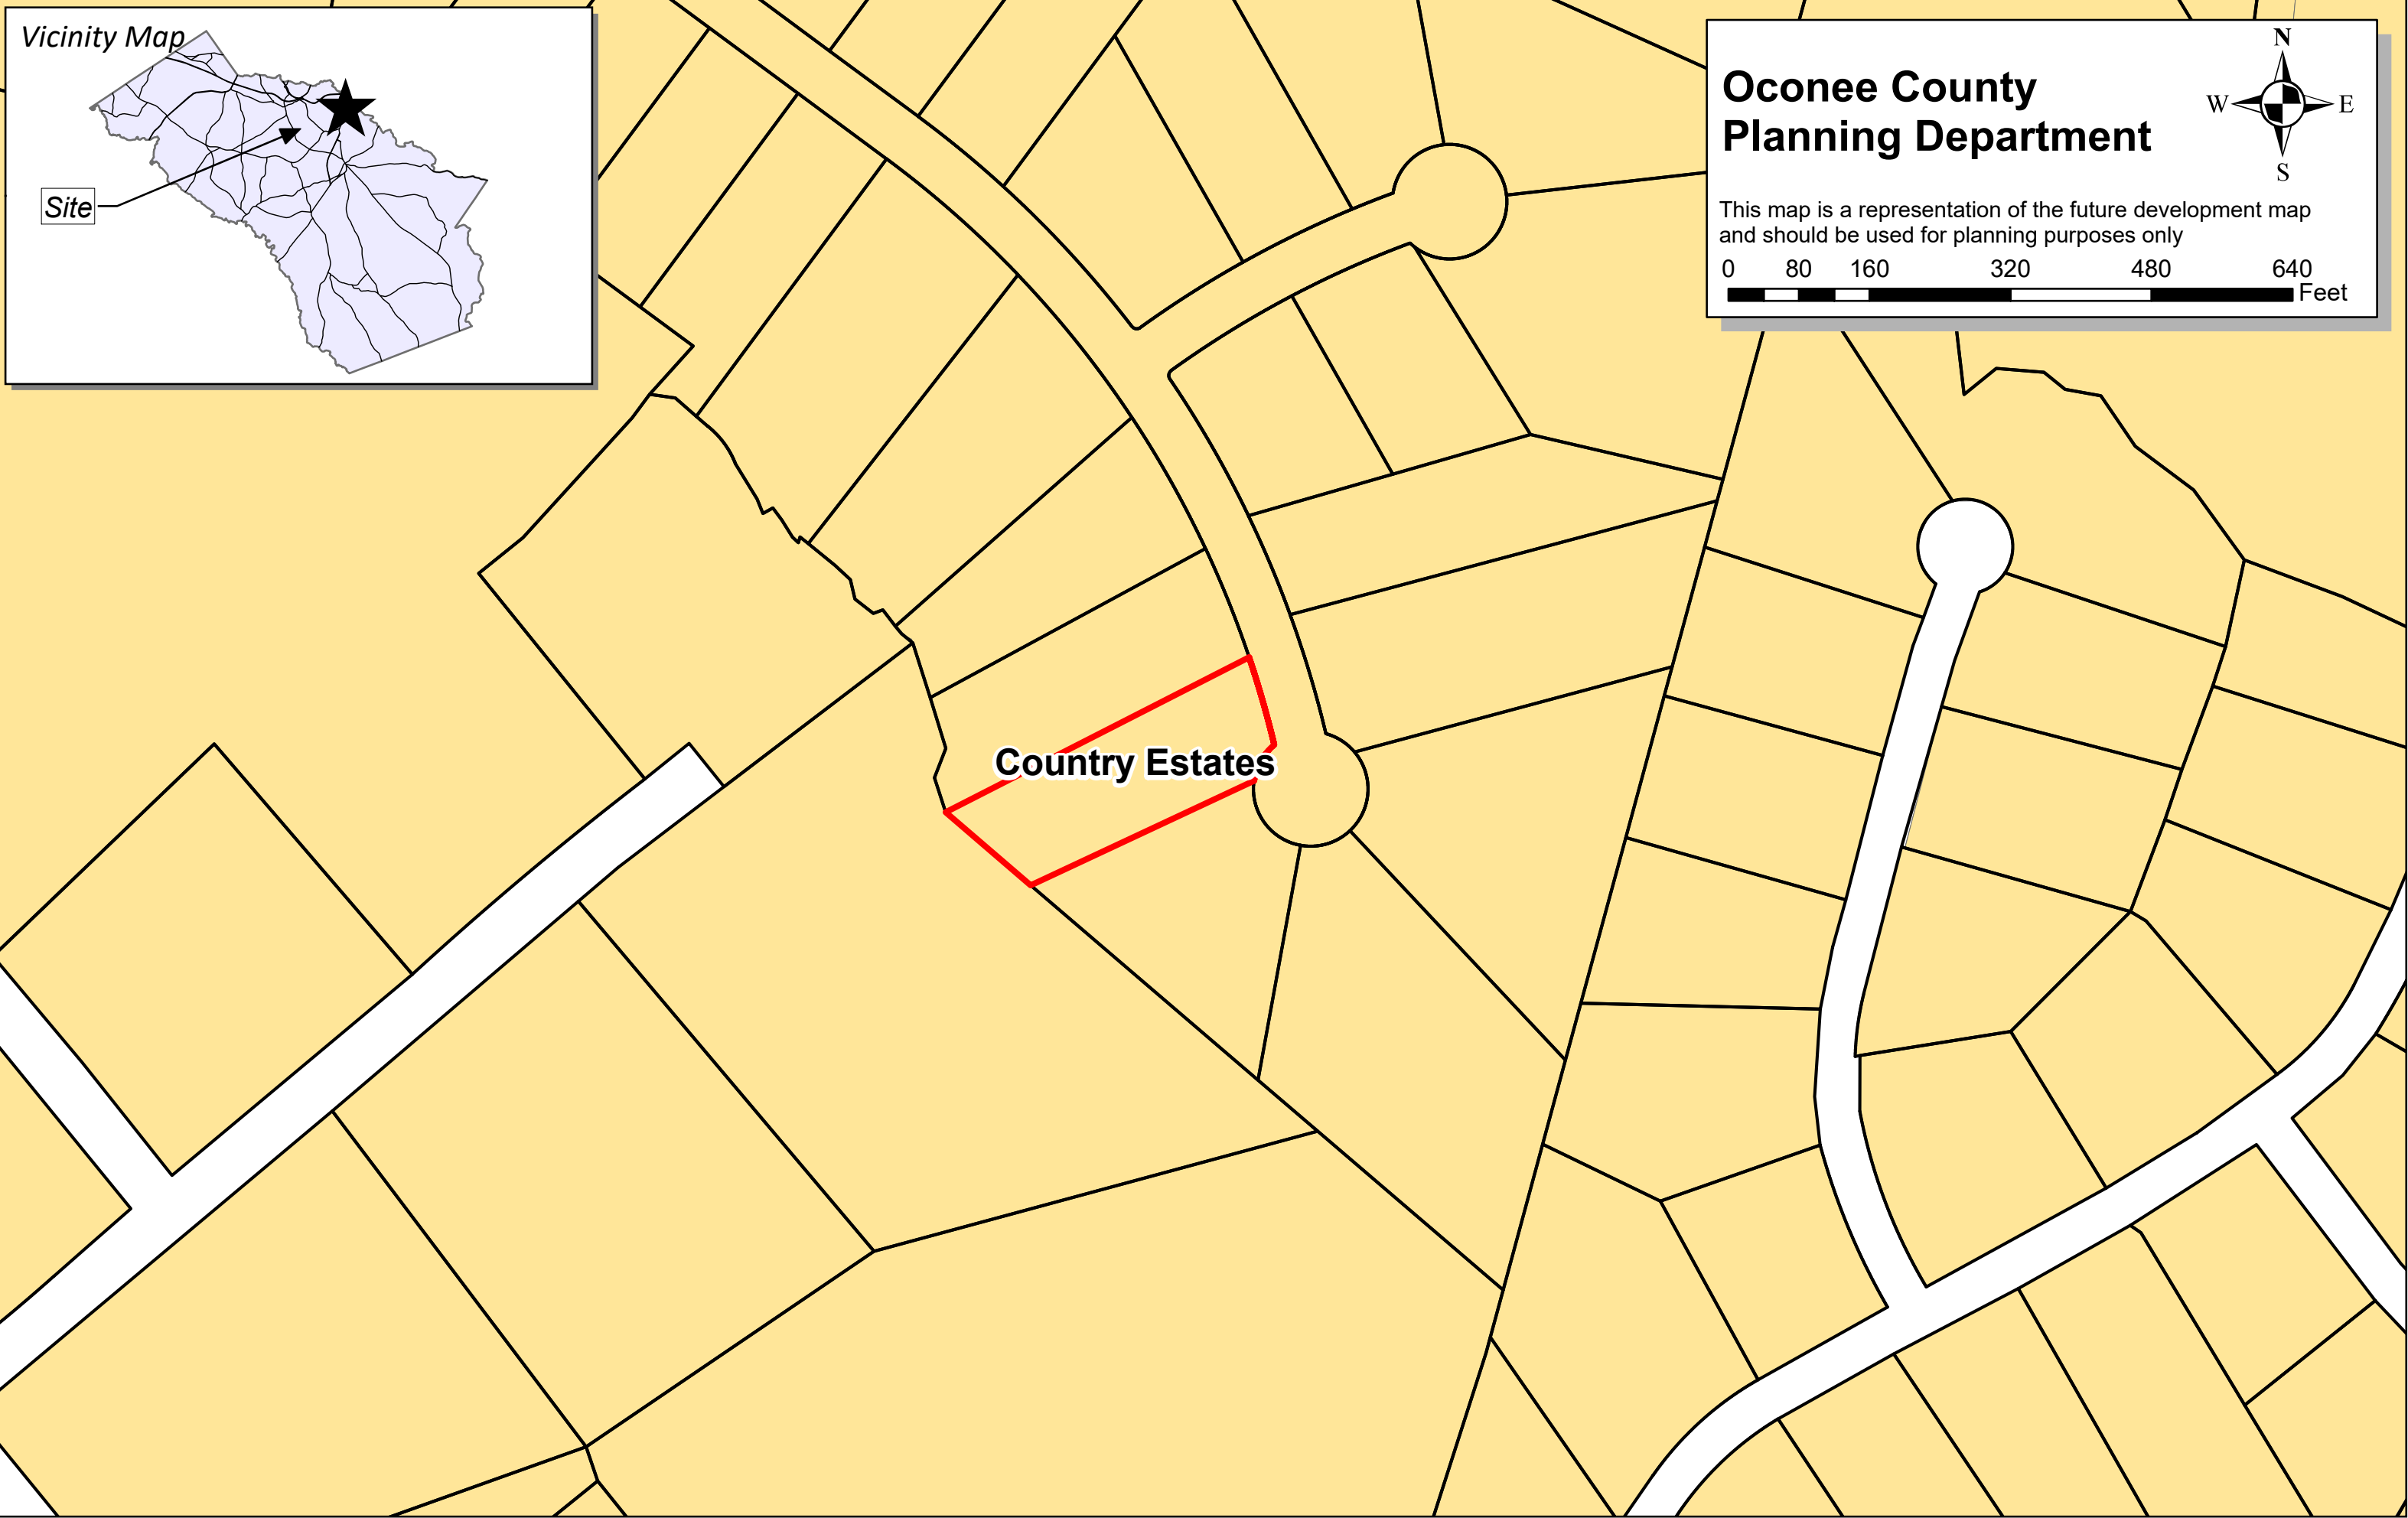 Vicinity Map
Site
Oconee County
Planning Department
N
W E
S
This map is a representation of the future development map
and should be used for planning purposes only
0 80 160 320 480 640
Feet
Country Estates